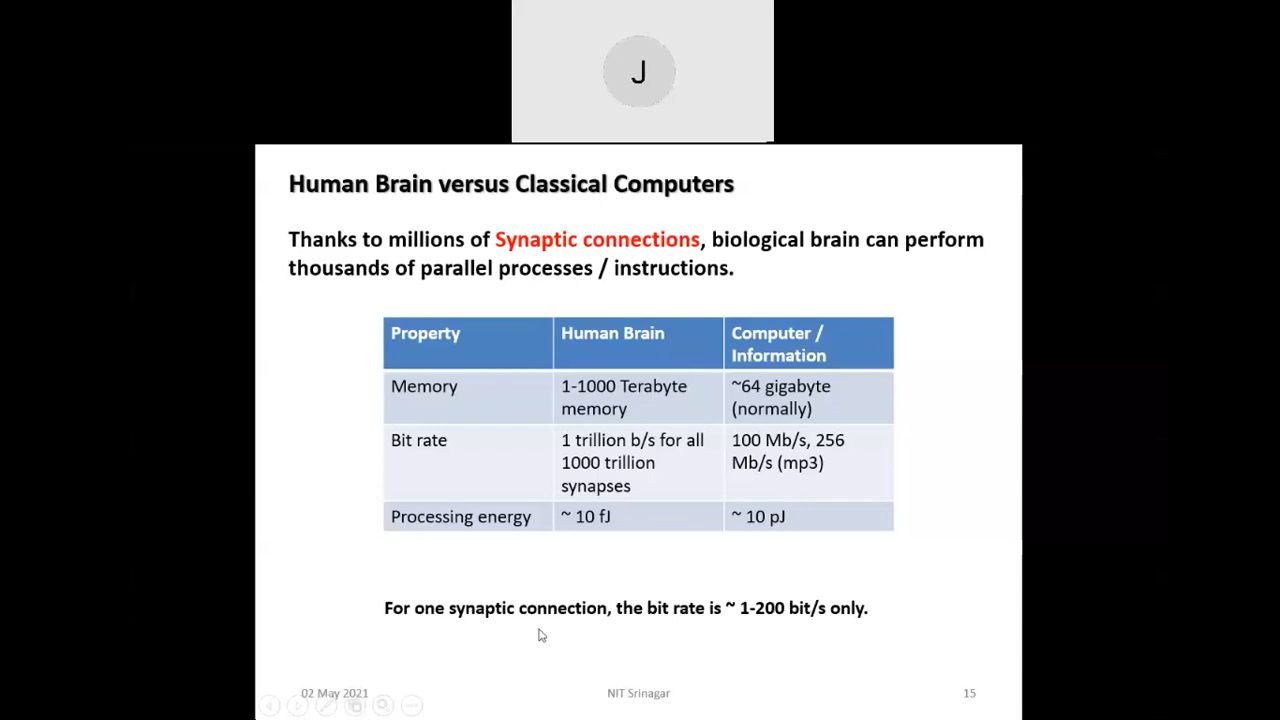 J
Human Brain versus Classical Computers
Thanks to millions of Synaptic connections, biological brain can perform
thousands of parallel processes / instructions.
Property
Human Brain
Computer /
Information
Memory
1-1000 Terabyte
memory
~64 gigabyte
(normally)
Bit rate
1 trillion b/s for all
1000 trillion
synapses
100 Mb/s, 256
Mb/s (mp3)
Processing energy
~ 10 fJ
~ 10 pJ
For one synaptic connection, the bit rate is ~ 1-200 bit/s only.
02 May 2021
NIT Srinagar
15